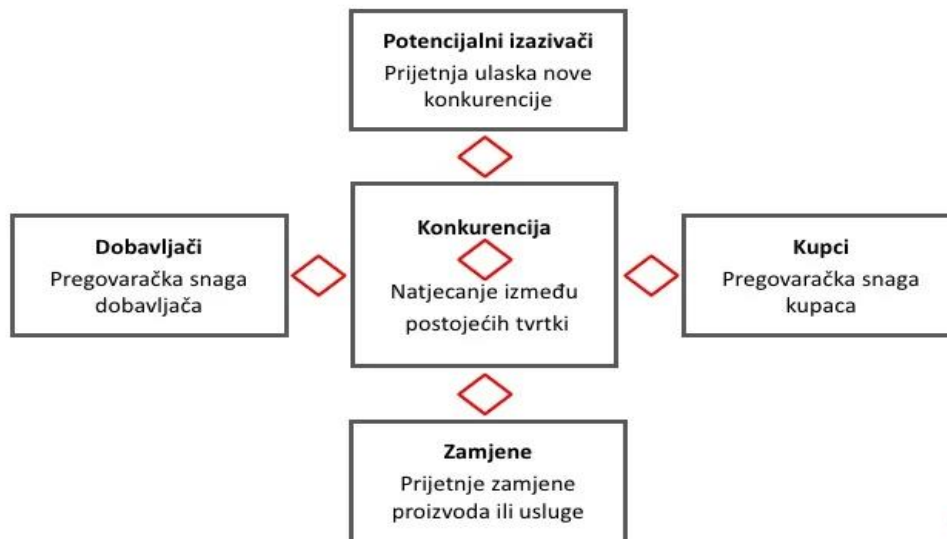 Potencijalni izazivači
Prijetnja ulaska nove
konkurencije
Dobavljači
Pregovaračka snaga
dobavljača
Konkurencija
Natjecanje između
postojećih tvrtki
Kupci
Pregovaračka snaga
kupaca
Zamjene
Prijetnje zamjene
proizvoda ili usluge